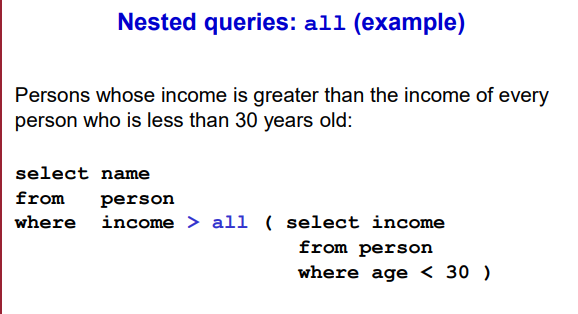 Nested queries: all (example)
Persons whose income is greater than the income of every
person who is less than 30 years old:
select name
from person
where income > all ( select income
from person
where age < 30 )